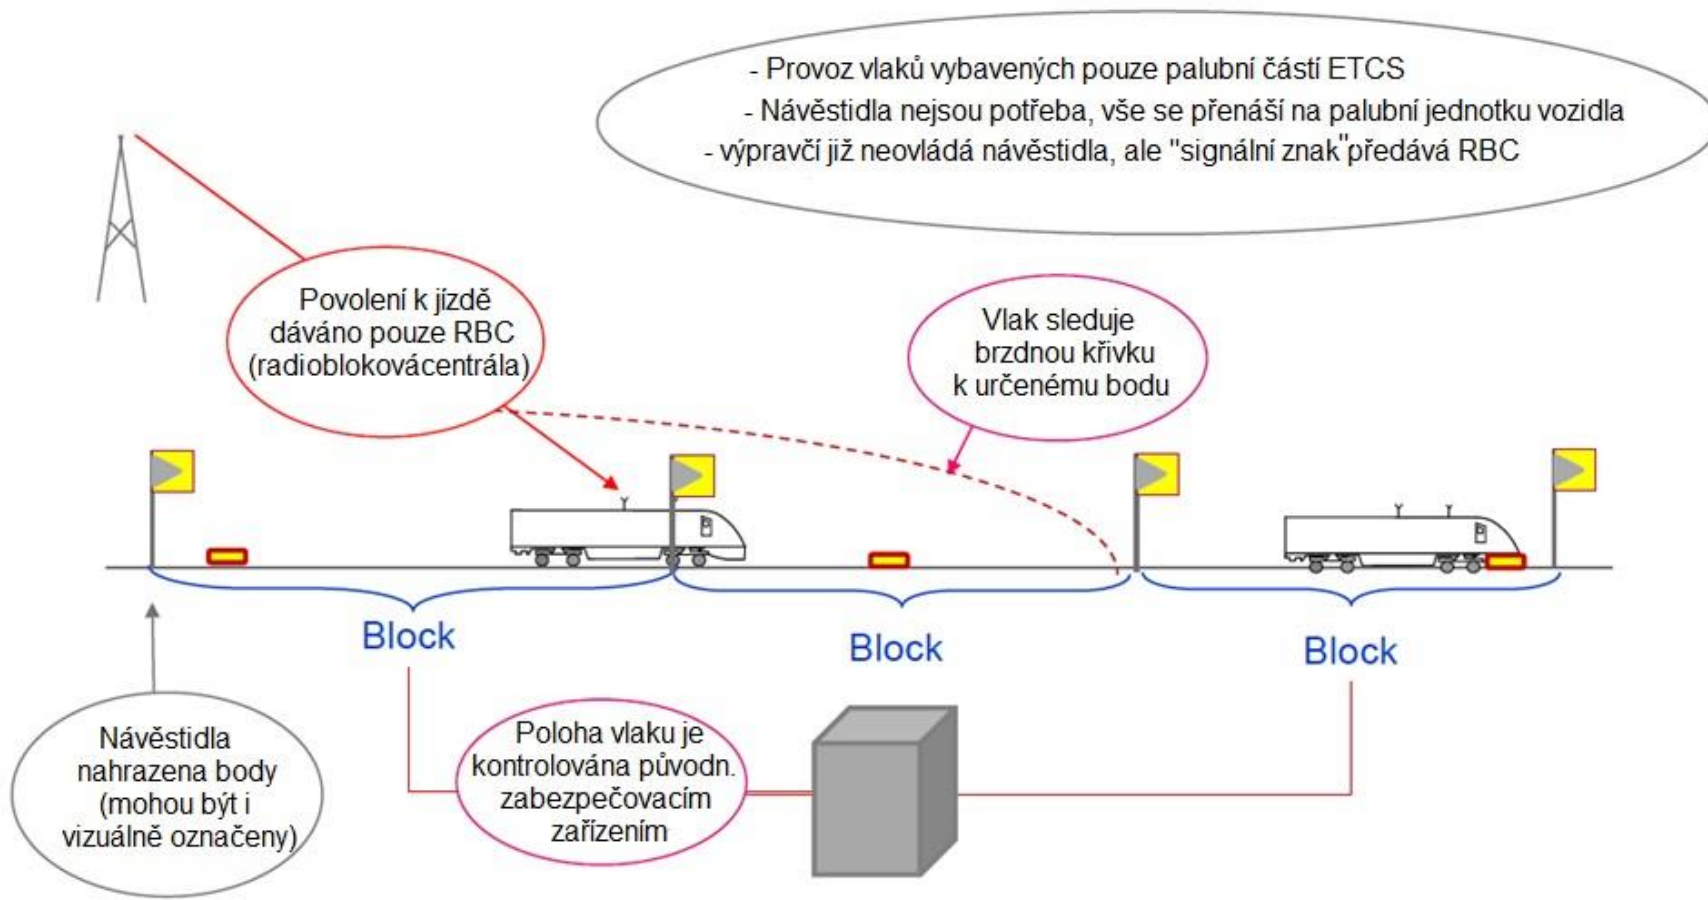 - Provoz vlaků vybavených pouze palubní částí ETCS
- Návěstidla nejsou potřeba, vše se přenáší na palubní jednotku vozidla
- výpravčí již neovládá návěstidla, ale "signální znak"předává RBC
Povolení k jízdě
dáváno pouze RBC
(radioblokovácentrála)
Vlak sleduje
brzdnou křivku
k určenému bodu
Block
Block
Block
Návěstidla
nahrazena body
(mohou být i
vizuálně označeny)
Poloha vlaku je
kontrolována původn.
zabezpečovacím
zařízením